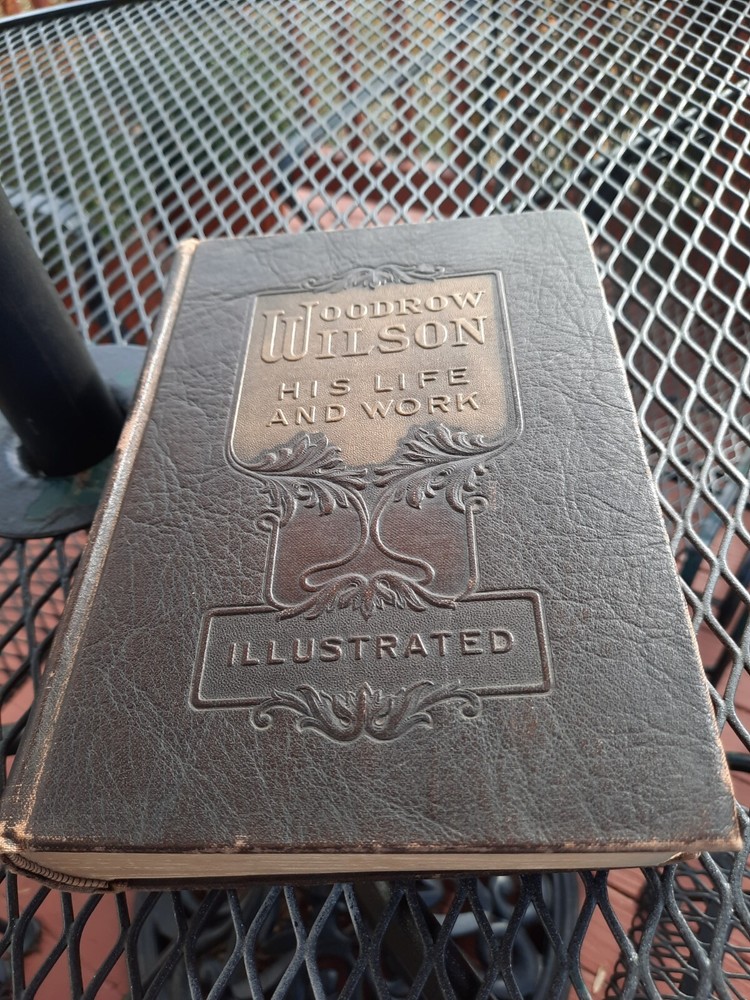 WOODROW
WILSON
HIS LIFE
AND WORK
ILLUSTRATED